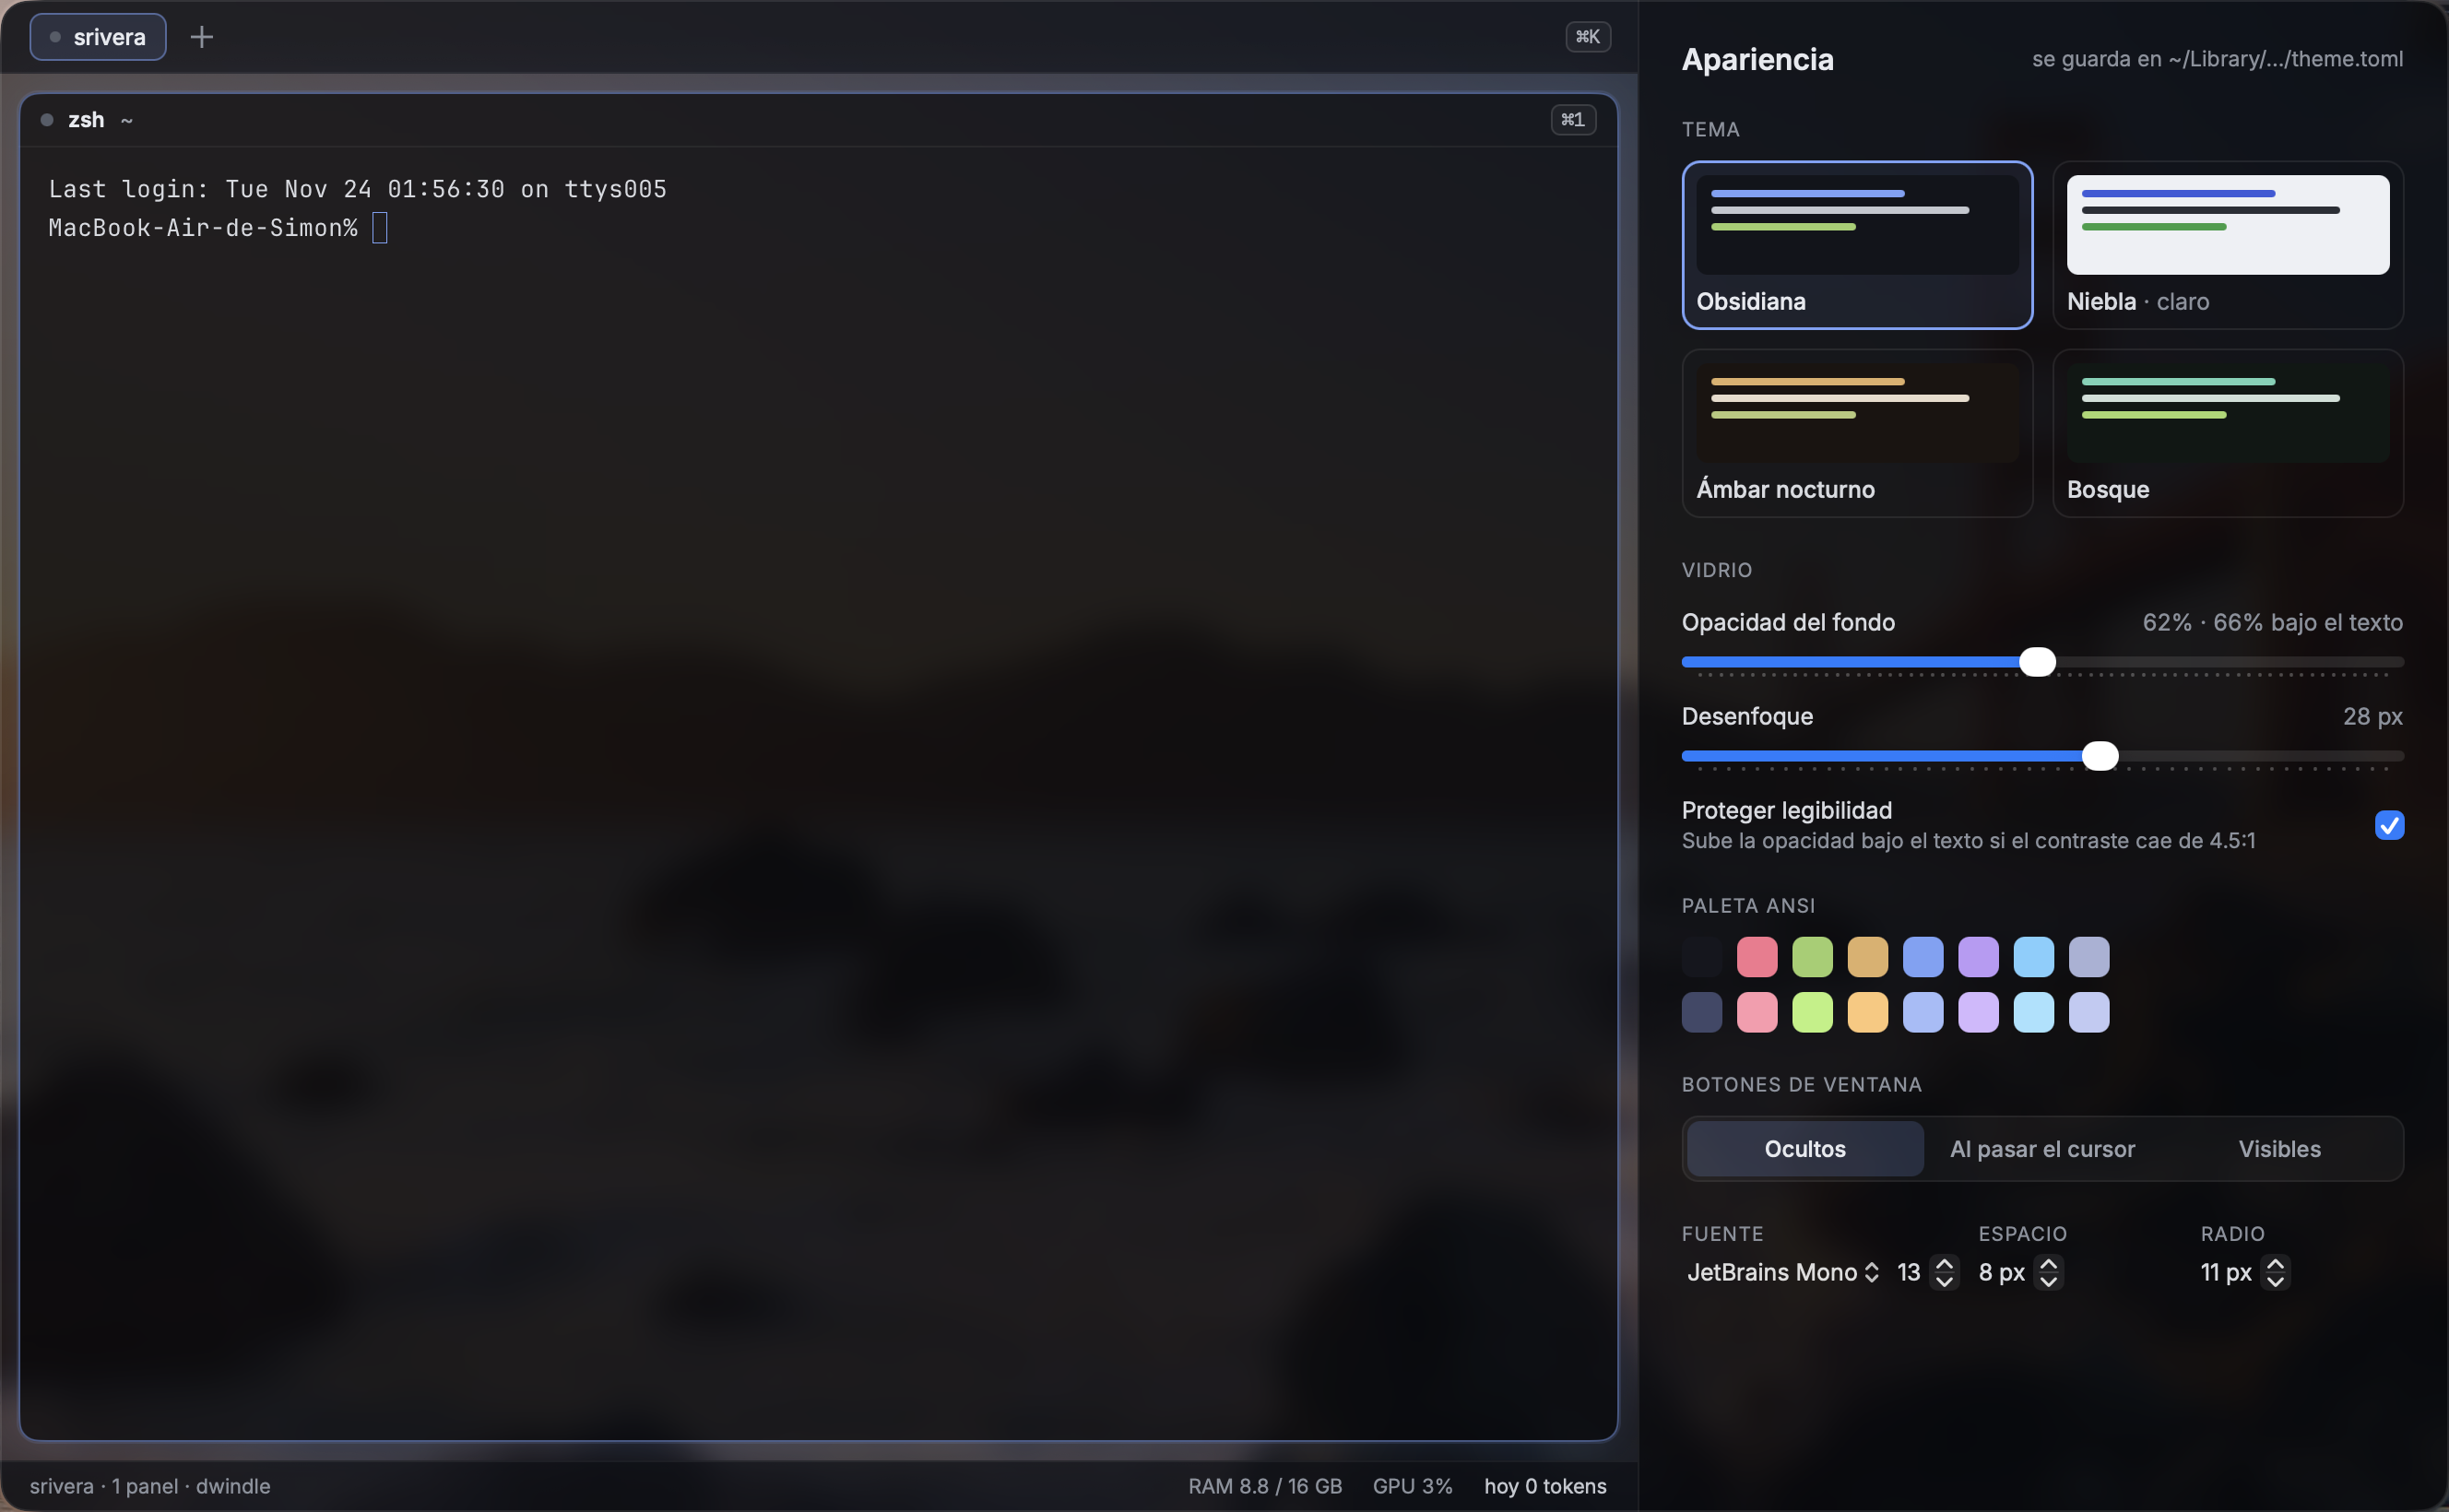 srivera
⌘K
zsh ~
⌘1
Last login: Tue Nov 24 01:56:30 on ttys005
MacBook-Air-de-Simon%
srivera · 1 panel · dwindle
RAM 8.8 / 16 GB
GPU 3%
hoy 0 tokens
Apariencia
se guarda en ~/Library/.../theme.toml
TEMA
Obsidiana
Niebla · claro
Ámbar nocturno
Bosque
VIDRIO
Opacidad del fondo
62% · 66% bajo el texto
Desenfoque
28 px
Proteger legibilidad
Sube la opacidad bajo el texto si el contraste cae de 4.5:1
PALETA ANSI
BOTONES DE VENTANA
Ocultos
Al pasar el cursor
Visibles
FUENTE
ESPACIO
RADIO
JetBrains Mono
13
8 px
11 px